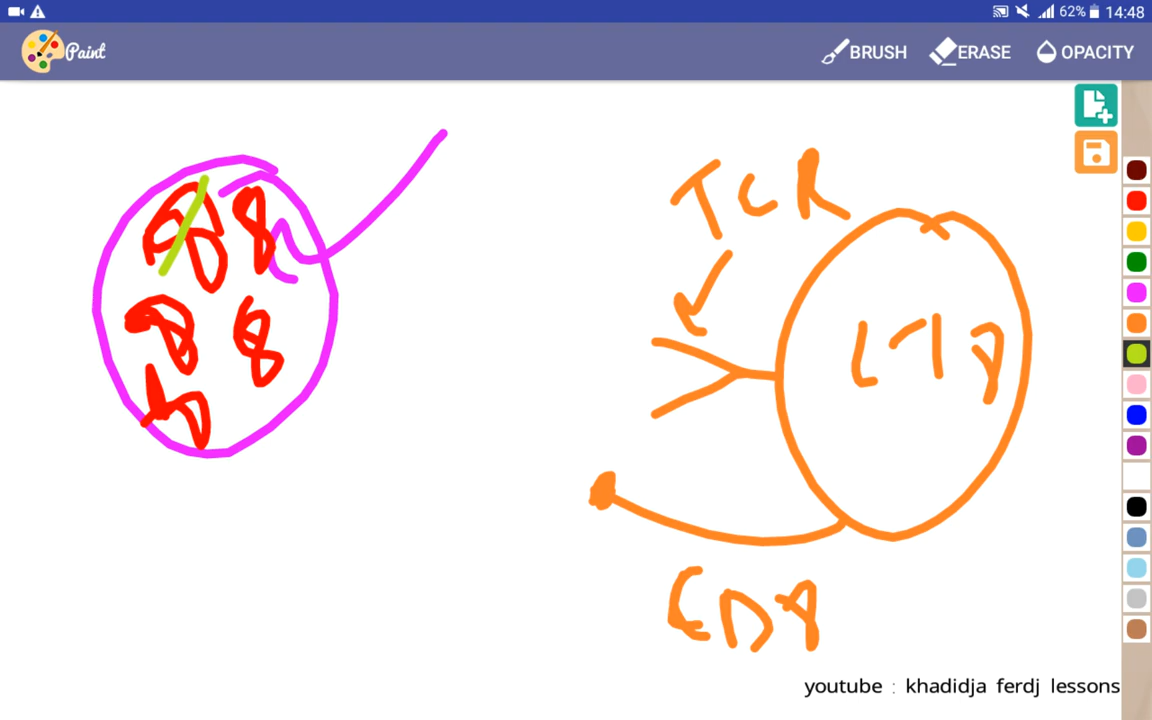 62% 14:48
Paint BRUSH ERASE OPACITY
TCR
LT8
CD8
youtube : khadidja ferdj lessons